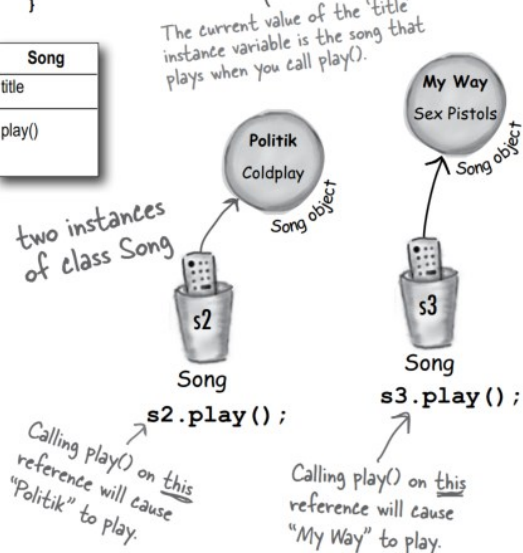 }
The current value of the 'title'
instance variable is the song that
plays when you call play().
Song
title
play()
My Way
Sex Pistols
Song object
Politik
Coldplay
Song object
two instances
of class Song
s2
Song
s2.play();
s3
Song
s3.play();
Calling play() on this
reference will cause
"Politik" to play.
Calling play() on this
reference will cause
"My Way" to play.